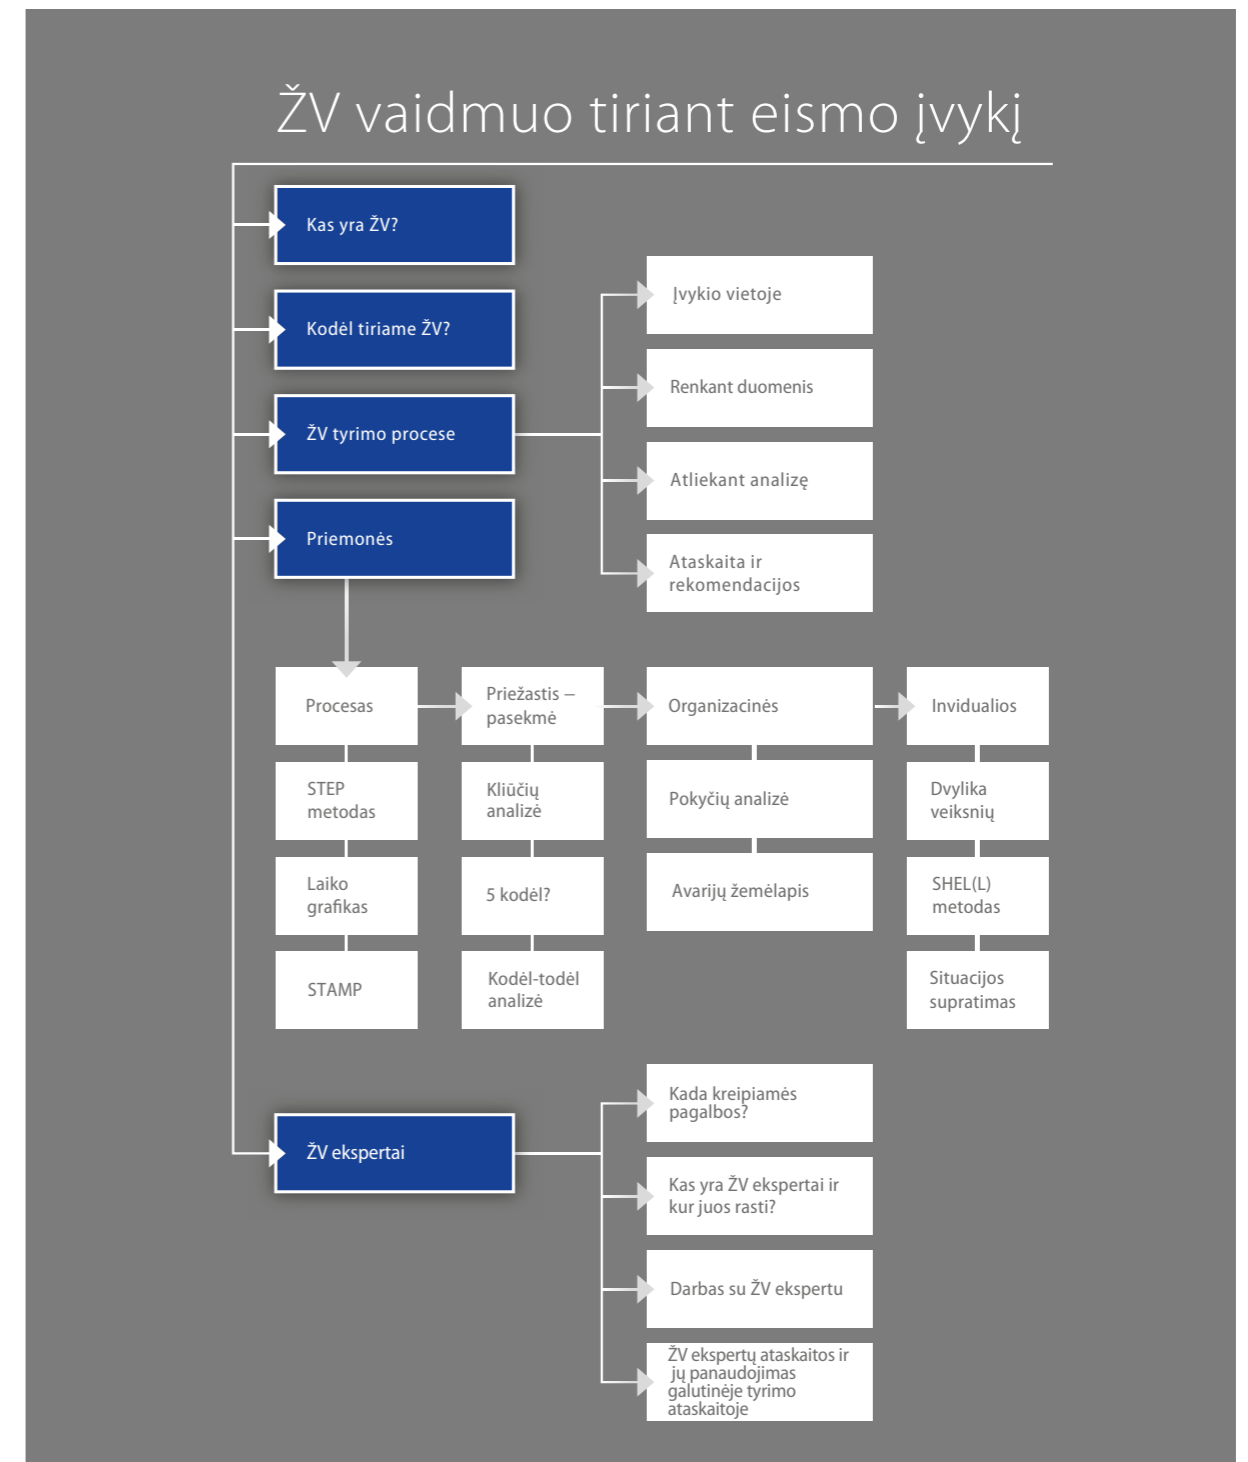 ŽV vaidmuo tiriant eismo įvykį
Kas yra ŽV?
Kodėl tiriame ŽV?
ŽV tyrimo procese
Įvykio vietoje
Renkant duomenis
Atliekant analizę
Ataskaita ir
rekomendacijos
Priemonės
Procesas
STEP
metodas
Laiko
grafikas
STAMP
Priežastis –
pasekmė
Kliūčių
analizė
5 kodėl?
Kodėl-todėl
analizė
Organizacinės
Pokyčių analizė
Avarijų žemėlapis
Invidualios
Dvylika
veiksnių
SHEL(L)
metodas
Situacijos
supratimas
ŽV ekspertai
Kada kreipiamės
pagalbos?
Kas yra ŽV ekspertai ir
kur juos rasti?
Darbas su ŽV ekspertu
ŽV ekspertų ataskaitos ir
jų panaudojimas
galutinėje tyrimo
ataskaitoje